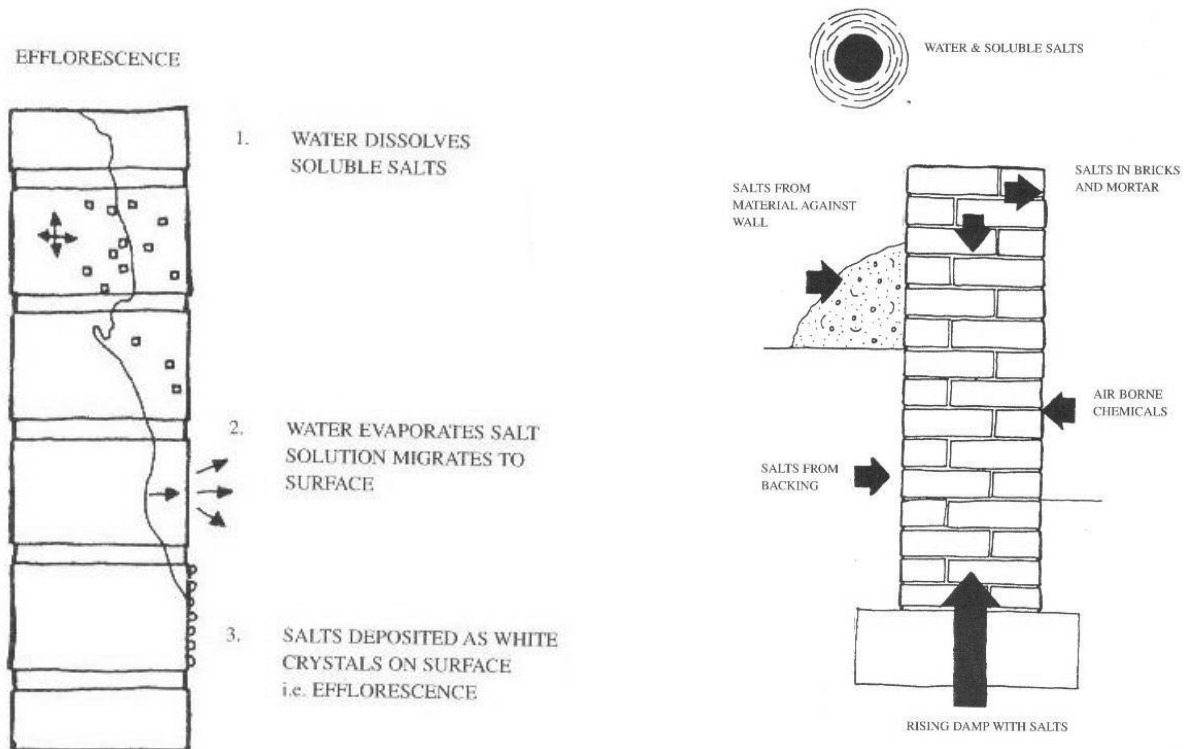 EFFLORESCENCE
1. WATER DISSOLVES
SOLUBLE SALTS
2. WATER EVAPORATES SALT
SOLUTION MIGRATES TO
SURFACE
3. SALTS DEPOSITED AS WHITE
CRYSTALS ON SURFACE
i.e. EFFLORESCENCE
WATER & SOLUBLE SALTS
SALTS FROM
MATERIAL AGAINST
WALL
SALTS IN BRICKS
AND MORTAR
AIR BORNE
CHEMICALS
SALTS FROM
BACKING
RISING DAMP WITH SALTS